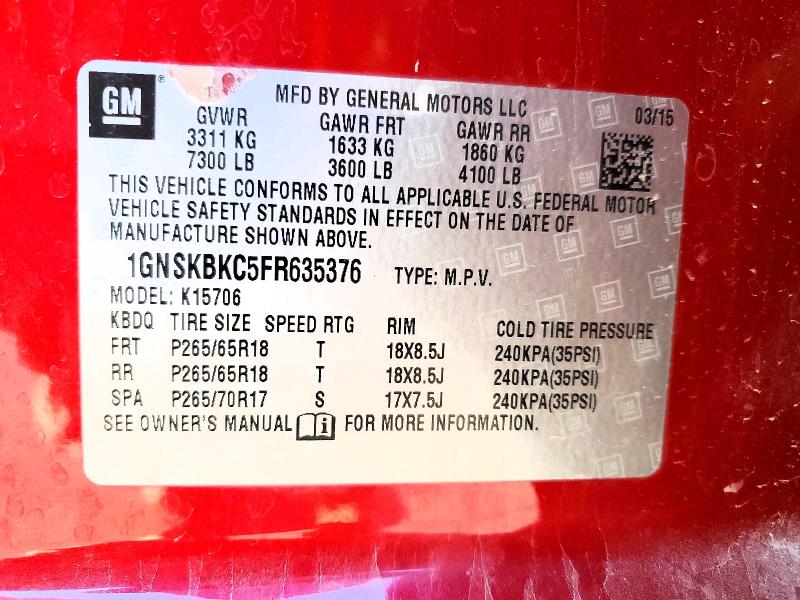 GM ®
MFD BY GENERAL MOTORS LLC 03/15
GVWR GAWR FRT GAWR RR
3311 KG 1633 KG 1860 KG
7300 LB 3600 LB 4100 LB
THIS VEHICLE CONFORMS TO ALL APPLICABLE U.S. FEDERAL MOTOR
VEHICLE SAFETY STANDARDS IN EFFECT ON THE DATE OF
MANUFACTURE SHOWN ABOVE.
1GNSKBKC5FR635376 TYPE: M.P.V.
MODEL: K15706
KBDQ TIRE SIZE SPEED RTG RIM COLD TIRE PRESSURE
FRT P265/65R18 T 18X8.5J 240KPA(35PSI)
RR P265/65R18 T 18X8.5J 240KPA(35PSI)
SPA P265/70R17 S 17X7.5J 240KPA(35PSI)
SEE OWNER'S MANUAL FOR MORE INFORMATION.